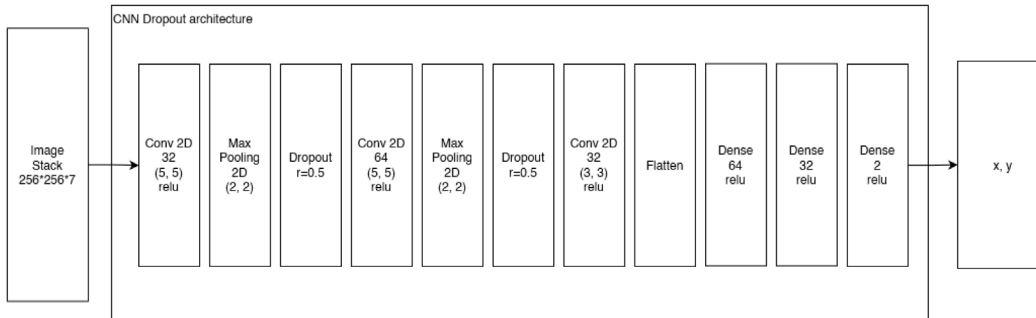 CNN Dropout architecture
Image
Stack
256*256*7
Conv 2D
32
(5, 5)
relu
Max
Pooling
2D
(2, 2)
Dropout
r=0.5
Conv 2D
64
(5, 5)
relu
Max
Pooling
2D
(2, 2)
Dropout
r=0.5
Conv 2D
32
(3, 3)
relu
Flatten
Dense
64
relu
Dense
32
relu
Dense
2
relu
x, y